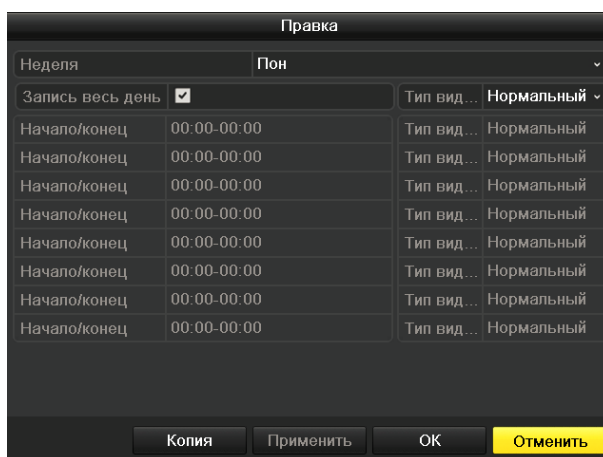 Правка
Неделя Пон
Запись весь день Тип вид... Нормальный
Начало/конец 00:00-00:00 Тип вид... Нормальный
Начало/конец 00:00-00:00 Тип вид... Нормальный
Начало/конец 00:00-00:00 Тип вид... Нормальный
Начало/конец 00:00-00:00 Тип вид... Нормальный
Начало/конец 00:00-00:00 Тип вид... Нормальный
Начало/конец 00:00-00:00 Тип вид... Нормальный
Начало/конец 00:00-00:00 Тип вид... Нормальный
Начало/конец 00:00-00:00 Тип вид... Нормальный
Копия Применить ОК Отменить